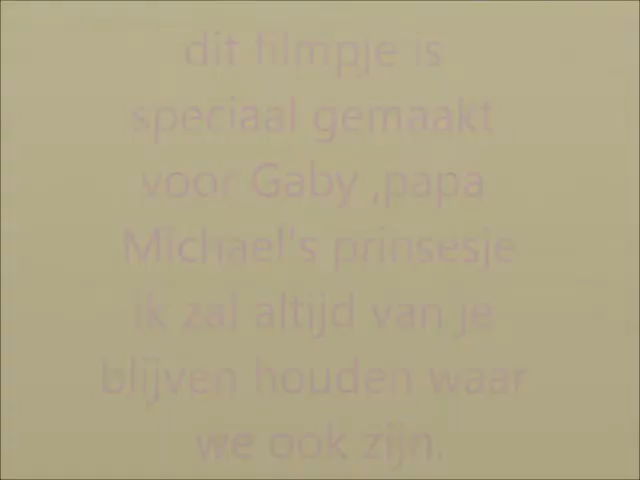 dit filmpje is
speciaal gemaakt
voor Gaby ,papa
Michael's prinsesje
ik zal altijd van je
blijven houden waar
we ook zijn.